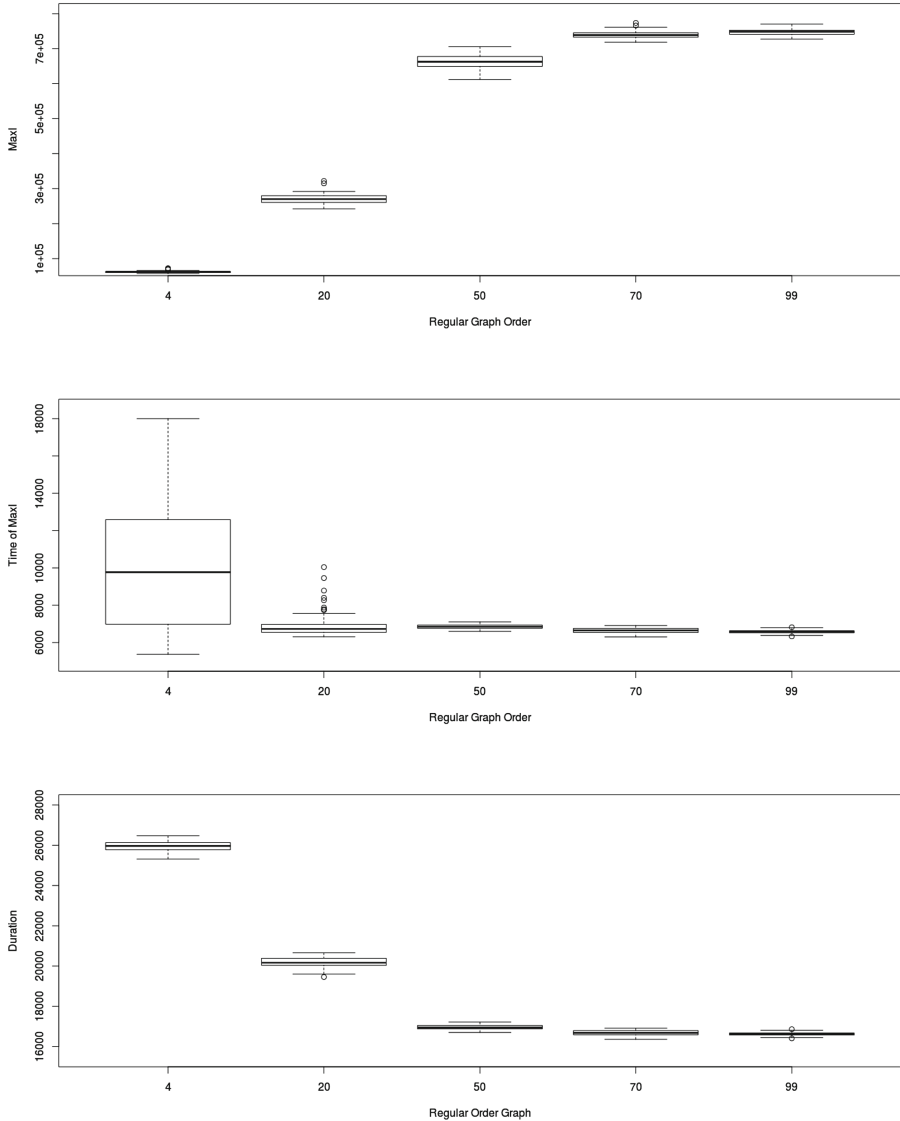 7e+05
5e+05
3e+05
1e+05
MaxI
4 20 50 70 99
Regular Graph Order
18000
14000
10000
8000
6000
Time of MaxI
4 20 50 70 99
Regular Graph Order
28000
26000
24000
22000
20000
18000
16000
Duration
4 20 50 70 99
Regular Order Graph